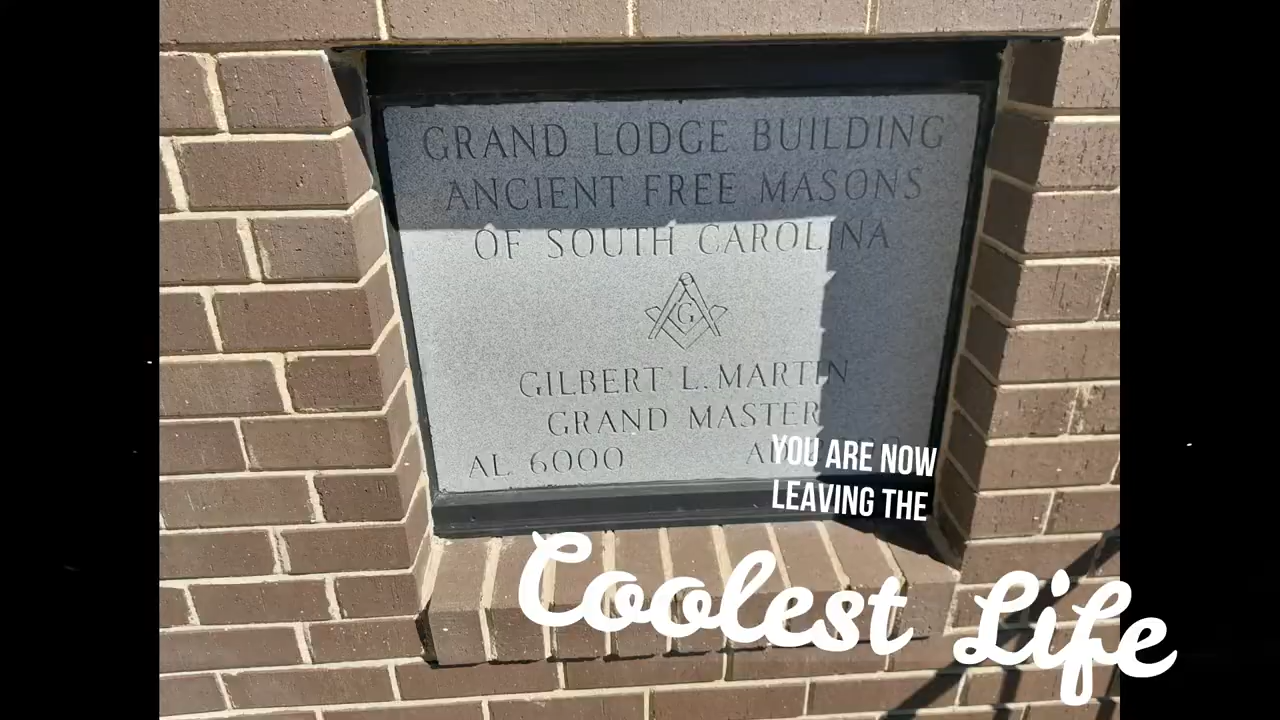 GRAND LODGE BUILDING
ANCIENT FREE MASONS
OF SOUTH CAROLINA
G
GILBERT L. MARTIN
GRAND MASTER
AL 6000
YOU ARE NOW
LEAVING THE
Coolest Life